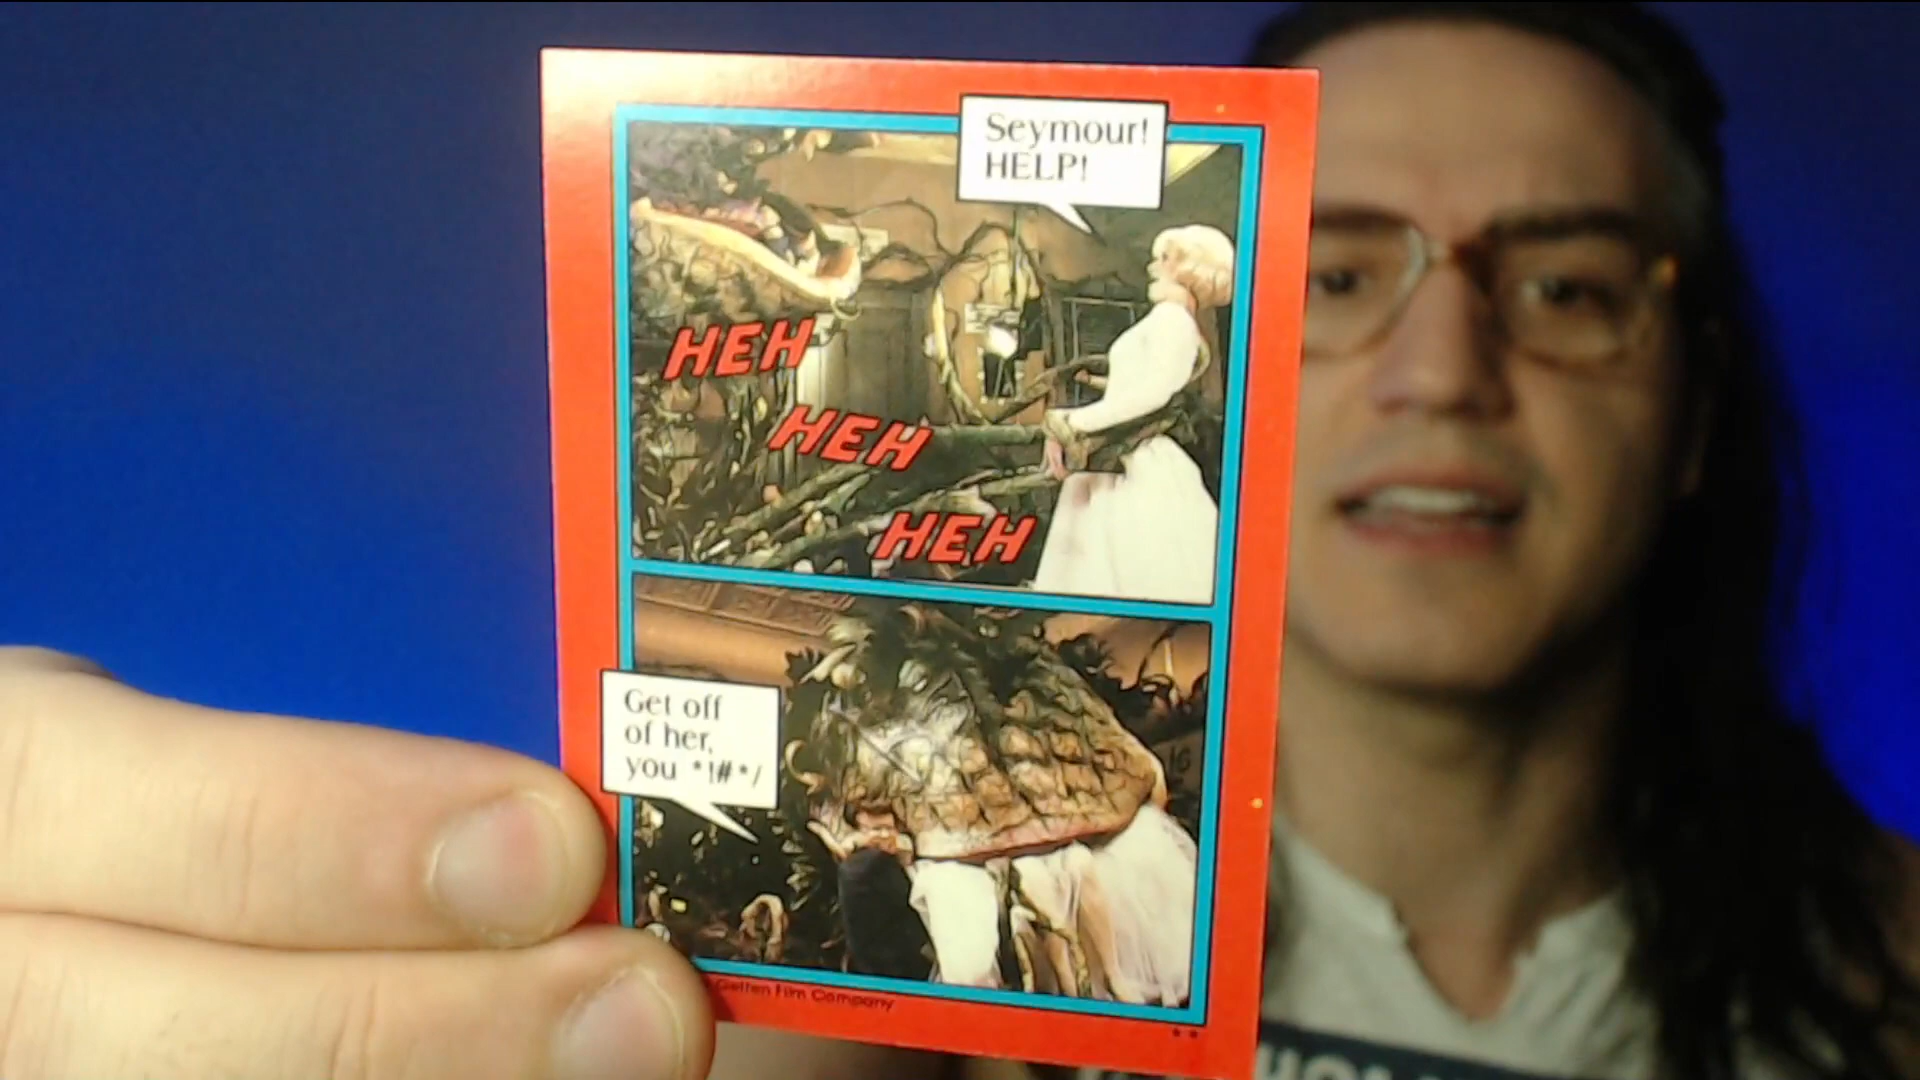 Seymour!
HELP!
HEH
HEH
HEH
Get off
of her,
you *!#*/
Geffen Film Company